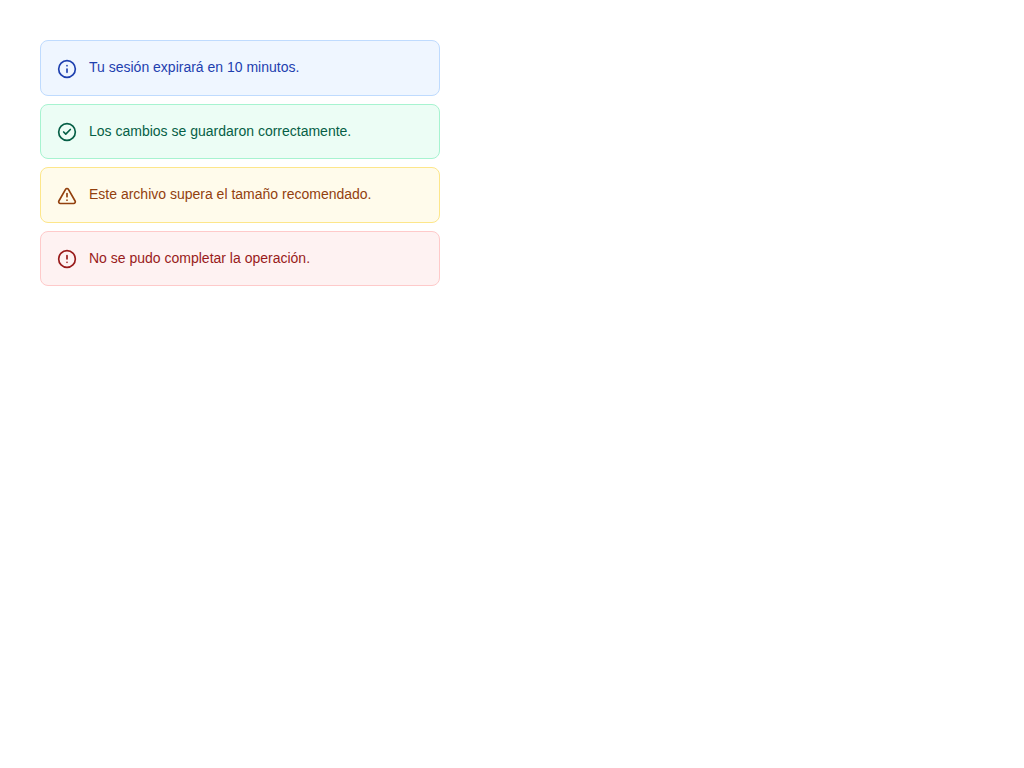 Tu sesión expirará en 10 minutos.
Los cambios se guardaron correctamente.
Este archivo supera el tamaño recomendado.
No se pudo completar la operación.